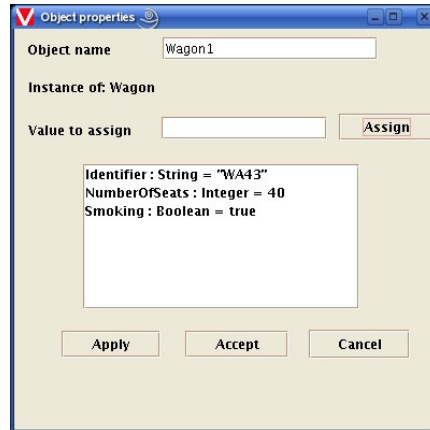 Object properties
Object name Wagon1
Instance of: Wagon
Value to assign Assign
Identifier : String = "WA43"
NumberOfSeats : Integer = 40
Smoking : Boolean = true
Apply Accept Cancel